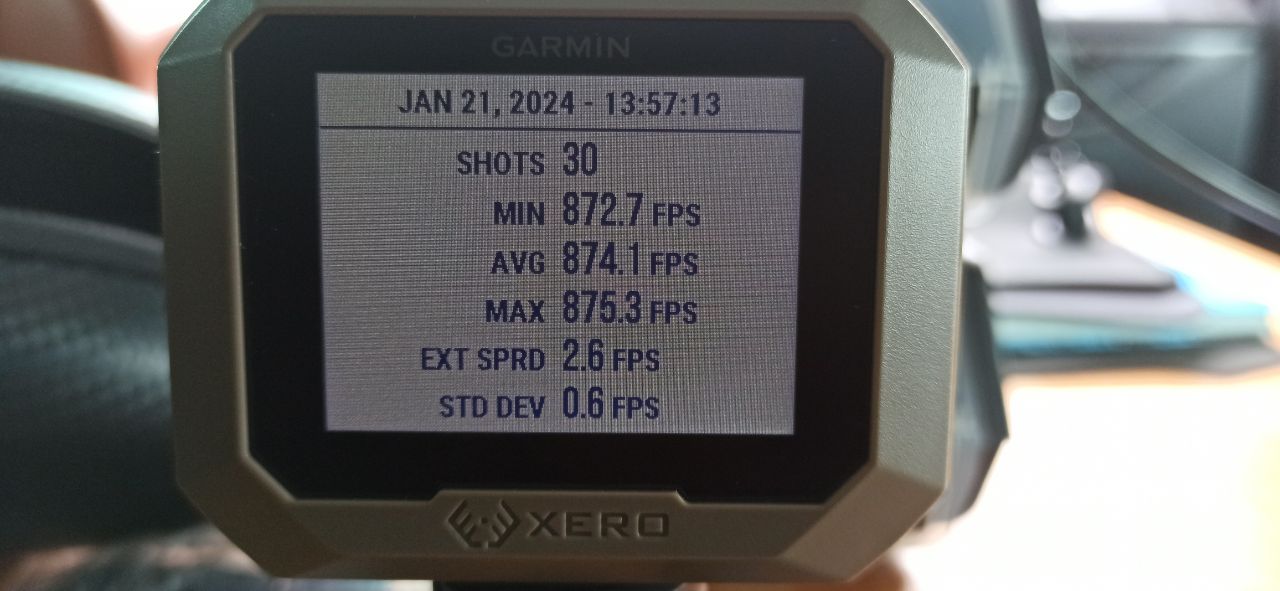 GARMIN
JAN 21, 2024 - 13:57:13
SHOTS 30
MIN 872.7 FPS
AVG 874.1 FPS
MAX 875.3 FPS
EXT SPRD 2.6 FPS
STD DEV 0.6 FPS
XERO